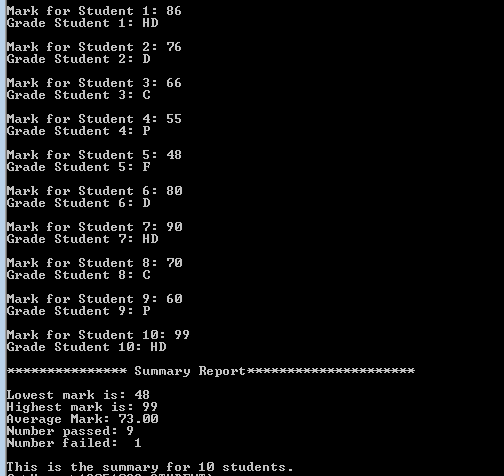 Mark for Student 1: 86
Grade Student 1: HD
Mark for Student 2: 76
Grade Student 2: D
Mark for Student 3: 66
Grade Student 3: C
Mark for Student 4: 55
Grade Student 4: P
Mark for Student 5: 48
Grade Student 5: F
Mark for Student 6: 80
Grade Student 6: D
Mark for Student 7: 90
Grade Student 7: HD
Mark for Student 8: 70
Grade Student 8: C
Mark for Student 9: 60
Grade Student 9: P
Mark for Student 10: 99
Grade Student 10: HD
*************** Summary Report*********************
Lowest mark is: 48
Highest mark is: 99
Average Mark: 73.00
Number passed: 9
Number failed:  1
This is the summary for 10 students.